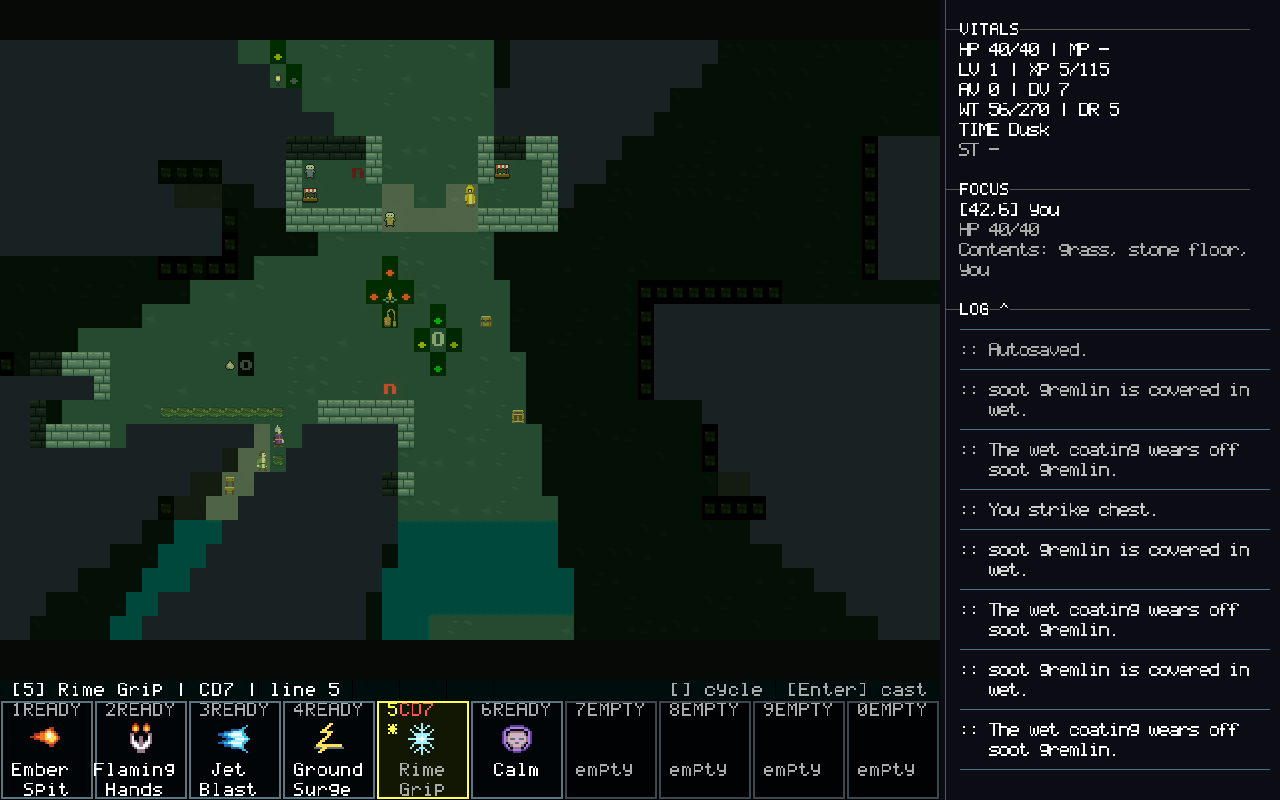 VITALS
HP 40/40 | MP -
LV 1 | XP 5/115
AV 0 | DV 7
WT 56/270 | DR 5
TIME Dusk
ST -
FOCUS
[42,6] You
HP 40/40
Contents: grass, stone floor,
you
LOG ^
:: Autosaved.
:: soot gremlin is covered in
wet.
:: The wet coating wears off
soot gremlin.
:: You strike chest.
:: soot gremlin is covered in
wet.
:: The wet coating wears off
soot gremlin.
:: soot gremlin is covered in
wet.
:: The wet coating wears off
soot gremlin.
n
0
o
n
[5] Rime Grip | CD7 | line 5
[] cycle [Enter] cast
1READY 2READY 3READY 4READY 5CD7 6READY 7EMPTY 8EMPTY 9EMPTY 0EMPTY
*
Ember Flaming Jet Ground Rime Calm empty empty empty empty
Spit Hands Blast Surge Grip